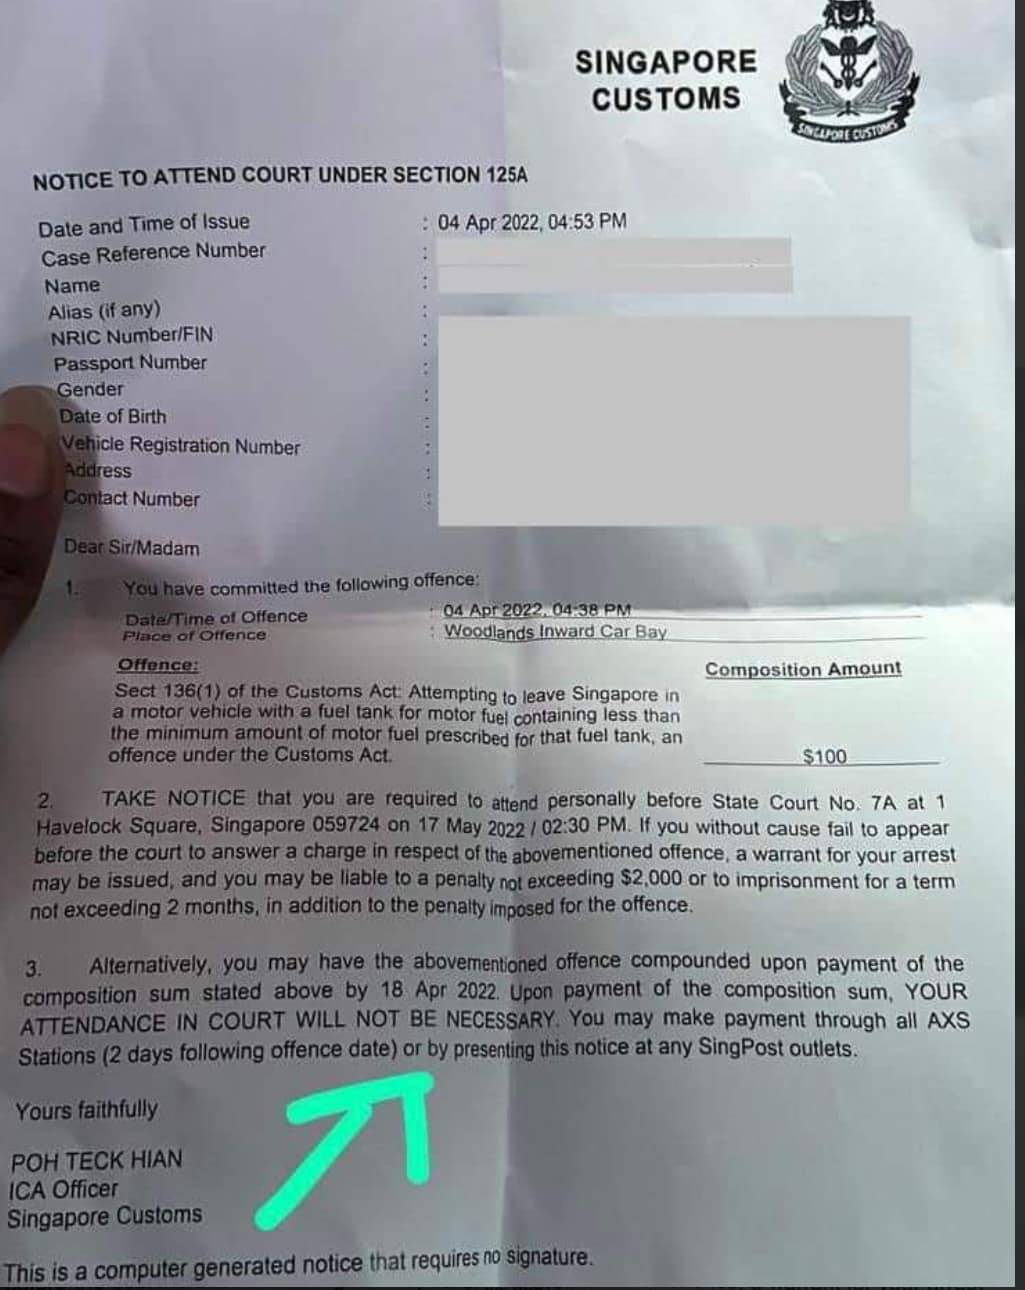 SINGAPORE
CUSTOMS
SINGAPORE CUSTOMS
NOTICE TO ATTEND COURT UNDER SECTION 125A
Date and Time of Issue : 04 Apr 2022, 04:53 PM
Case Reference Number :
Name :
Alias (if any) :
NRIC Number/FIN :
Passport Number :
Gender :
Date of Birth :
Vehicle Registration Number :
Address :
Contact Number :
Dear Sir/Madam
1. You have committed the following offence:
Date/Time of Offence : 04 Apr 2022, 04:38 PM
Place of Offence : Woodlands Inward Car Bay
Offence: Composition Amount
Sect 136(1) of the Customs Act: Attempting to leave Singapore in
a motor vehicle with a fuel tank for motor fuel containing less than
the minimum amount of motor fuel prescribed for that fuel tank, an
offence under the Customs Act. $100
2. TAKE NOTICE that you are required to attend personally before State Court No. 7A at 1
Havelock Square, Singapore 059724 on 17 May 2022 / 02:30 PM. If you without cause fail to appear
before the court to answer a charge in respect of the abovementioned offence, a warrant for your arrest
may be issued, and you may be liable to a penalty not exceeding $2,000 or to imprisonment for a term
not exceeding 2 months, in addition to the penalty imposed for the offence.
3. Alternatively, you may have the abovementioned offence compounded upon payment of the
composition sum stated above by 18 Apr 2022. Upon payment of the composition sum, YOUR
ATTENDANCE IN COURT WILL NOT BE NECESSARY. You may make payment through all AXS
Stations (2 days following offence date) or by presenting this notice at any SingPost outlets.
Yours faithfully
POH TECK HIAN
ICA Officer
Singapore Customs
This is a computer generated notice that requires no signature.